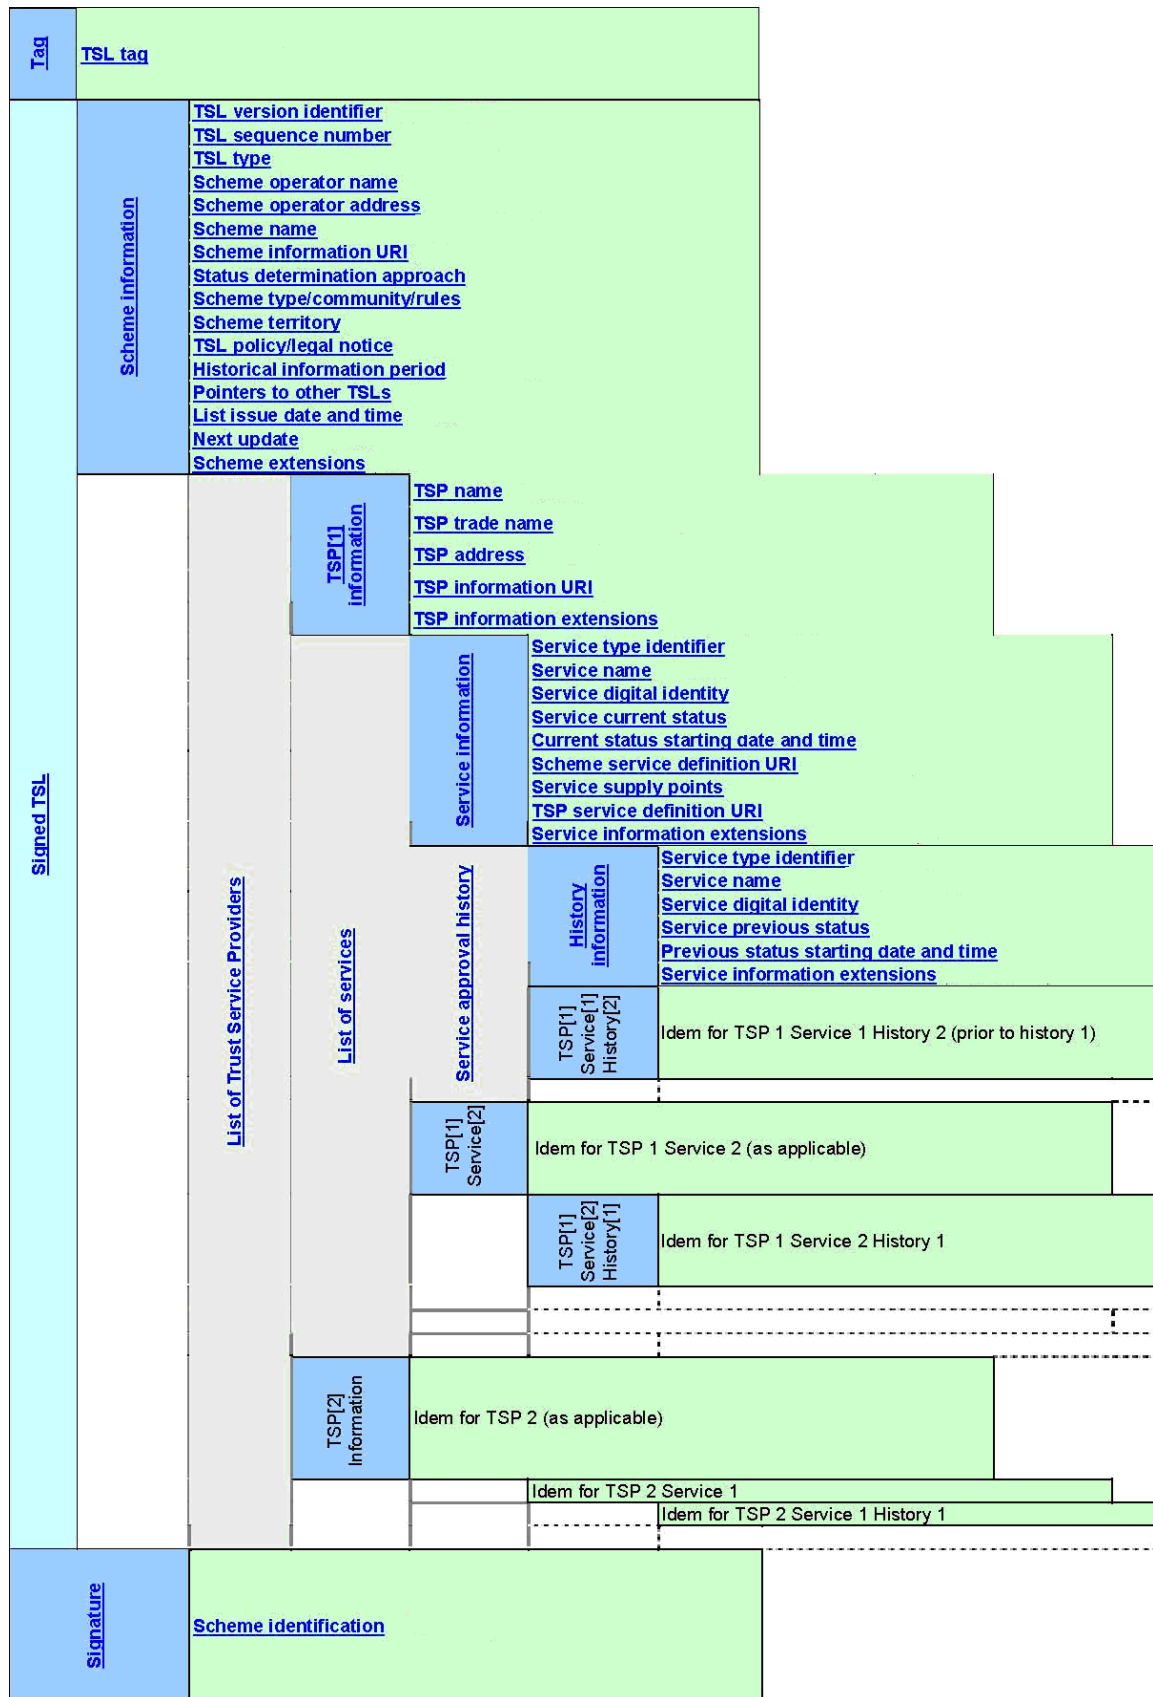 Tag
TSL tag
Signed TSL
Scheme information
TSL version identifier
TSL sequence number
TSL type
Scheme operator name
Scheme operator address
Scheme name
Scheme information URI
Status determination approach
Scheme type/community/rules
Scheme territory
TSL policy/legal notice
Historical information period
Pointers to other TSLs
List issue date and time
Next update
Scheme extensions
List of Trust Service Providers
TSP[1]
information
TSP name
TSP trade name
TSP address
TSP information URI
TSP information extensions
List of services
Service information
Service type identifier
Service name
Service digital identity
Service current status
Current status starting date and time
Scheme service definition URI
Service supply points
TSP service definition URI
Service information extensions
Service approval history
History
information
Service type identifier
Service name
Service digital identity
Service previous status
Previous status starting date and time
Service information extensions
TSP[1]
Service[1]
History[2]
Idem for TSP 1 Service 1 History 2 (prior to history 1)
TSP[1]
Service[2]
Idem for TSP 1 Service 2 (as applicable)
TSP[1]
Service[2]
History[1]
Idem for TSP 1 Service 2 History 1
TSP[2]
Information
Idem for TSP 2 (as applicable)
Idem for TSP 2 Service 1
Idem for TSP 2 Service 1 History 1
Signature
Scheme identification